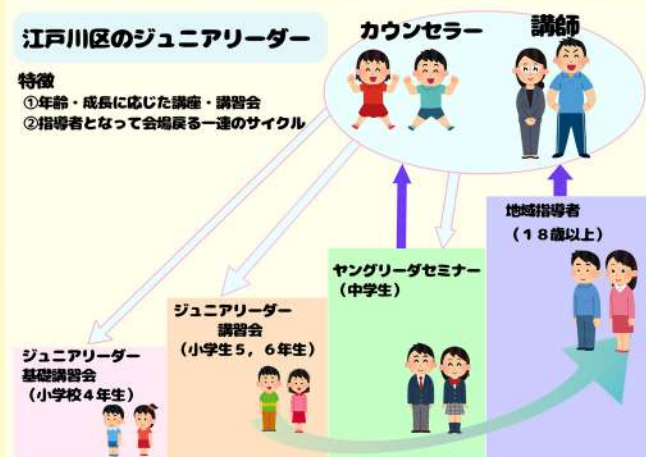 江戸川区のジュニアリーダー
カウンセラー
講師
特徴
①年齢・成長に応じた講座・講習会
②指導者となって会場戻る一連のサイクル
地域指導者
（１８歳以上）
ヤングリーダセミナー
（中学生）
ジュニアリーダー
講習会
（小学生５，６年生）
ジュニアリーダー
基礎講習会
（小学校４年生）